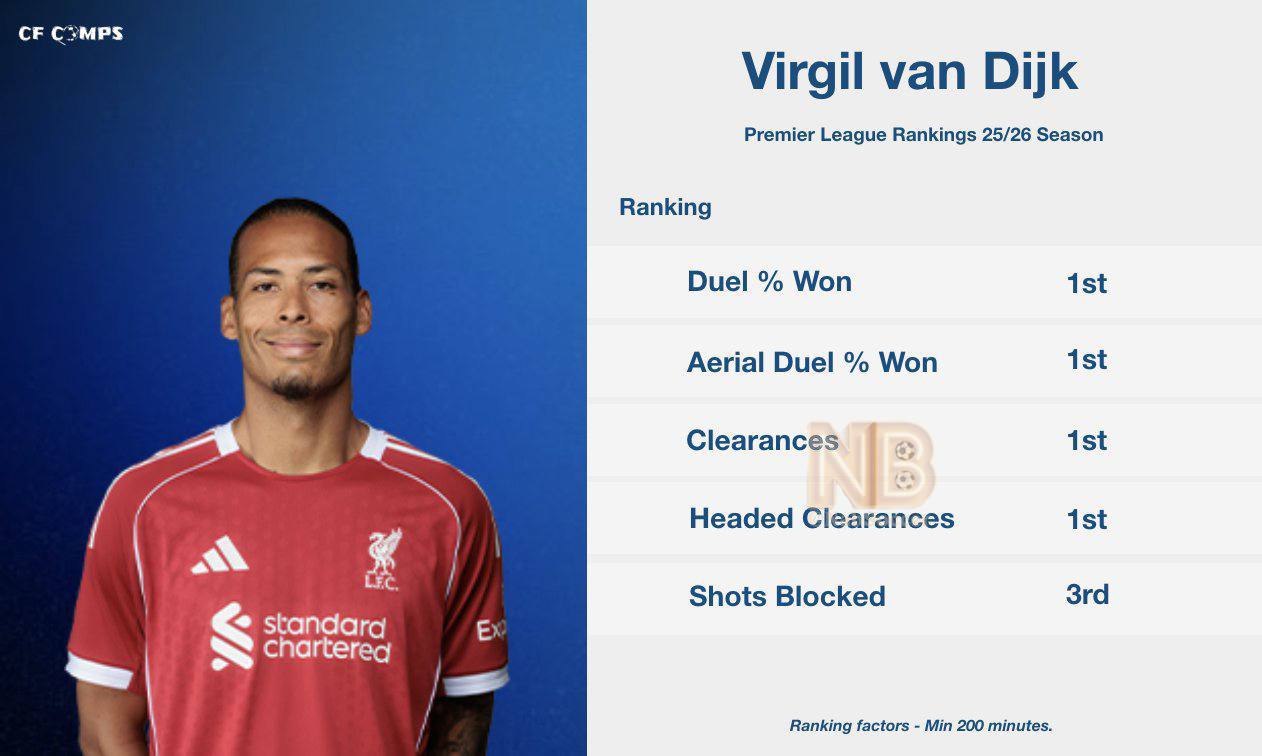 CF COMPS
Virgil van Dijk
Premier League Rankings 25/26 Season
Ranking
Duel % Won 1st
Aerial Duel % Won 1st
Clearances 1st
NB
Headed Clearances 1st
Shots Blocked 3rd
Ranking factors - Min 200 minutes.
L.F.C.
standard
chartered